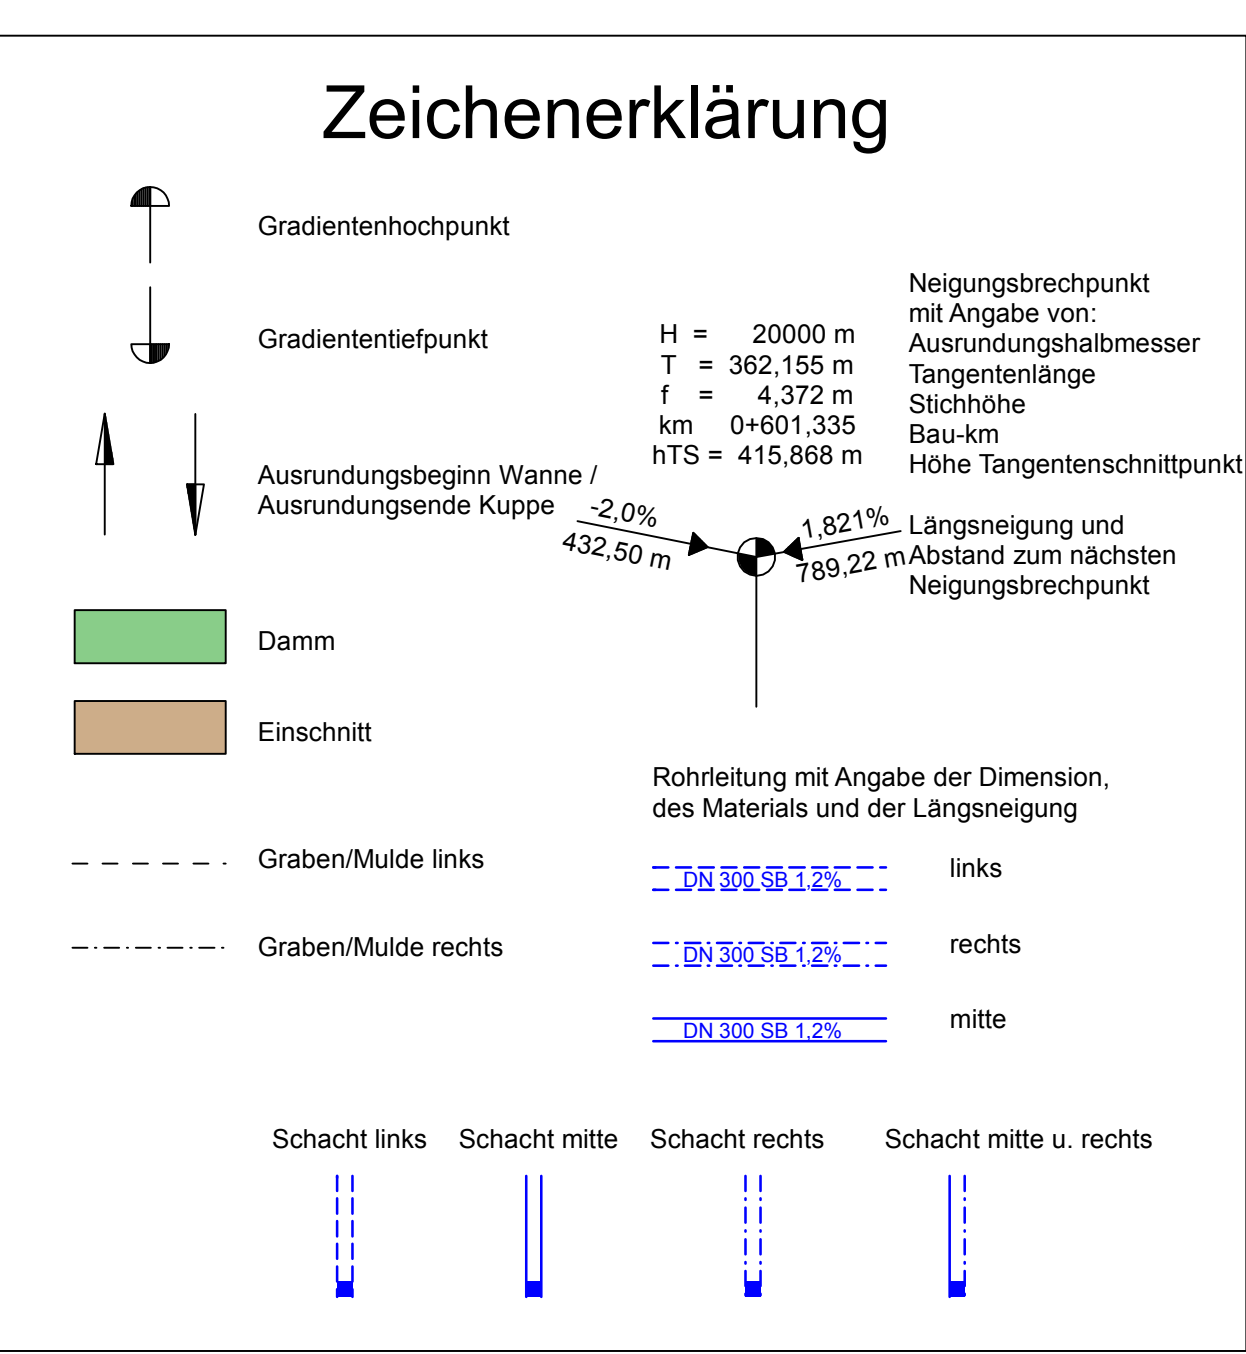 Zeichenerklärung
Gradientenhochpunkt
Gradiententiefpunkt
Ausrundungsbeginn Wanne /
Ausrundungsende Kuppe
Damm
Einschnitt
Graben/Mulde links
Graben/Mulde rechts
H = 20000 m
T = 362,155 m
f = 4,372 m
km 0+601,335
hTS = 415,868 m
Neigungsbrechpunkt
mit Angabe von:
Ausrundungshalbmesser
Tangentenlänge
Stichhöhe
Bau-km
Höhe Tangentenschnittpunkt
-2,0%
432,50 m
1,821%
789,22 m
Längsneigung und
Abstand zum nächsten
Neigungsbrechpunkt
Rohrleitung mit Angabe der Dimension,
des Materials und der Längsneigung
DN 300 SB 1,2% links
DN 300 SB 1,2% rechts
DN 300 SB 1,2% mitte
Schacht links Schacht mitte Schacht rechts Schacht mitte u. rechts